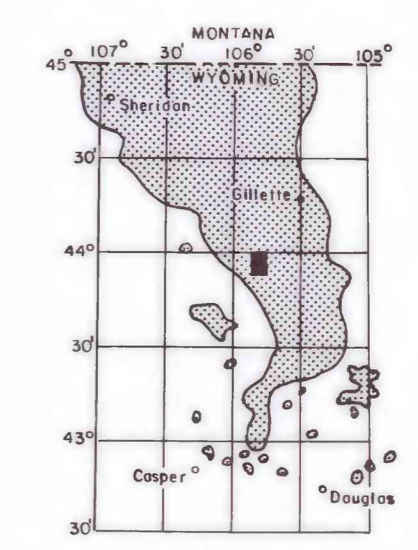 MONTANA
107° 30' 106° 30' 105°
45°
WYOMING
Sheridan
30'
Gillette
44°
30'
43°
Casper
Douglas
30'